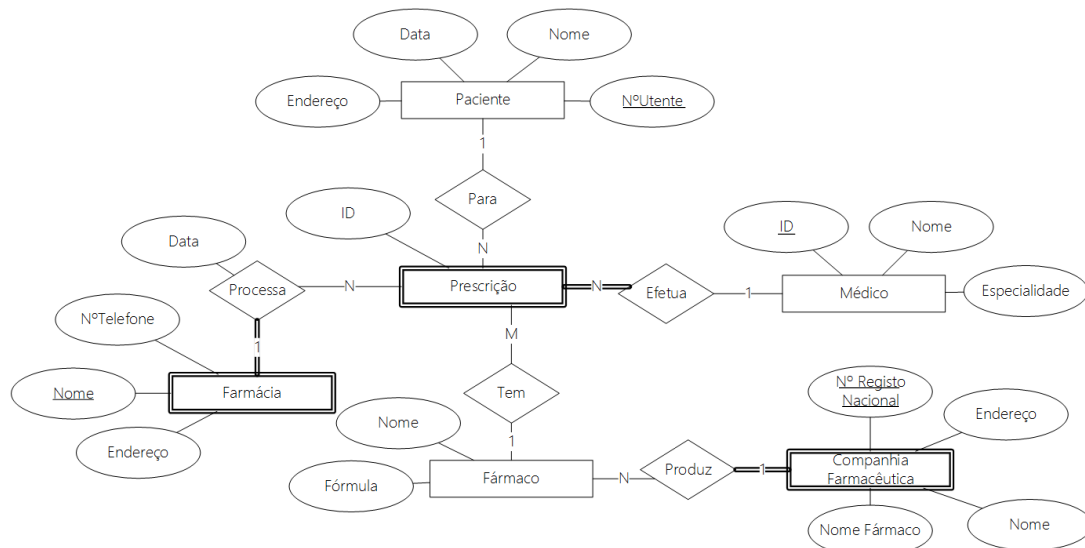 Data
Nome
Endereço
Paciente
NºUtente
1
Para
N
ID
Data
Processa
N
Prescrição
N
Efetua
1
ID
Nome
Médico
Especialidade
1
NºTelefone
Nome
Farmácia
Endereço
M
Tem
1
Nome
Fórmula
Fármaco
N
Produz
1
Nº Registo
Nacional
Endereço
Companhia
Farmacêutica
Nome Fármaco
Nome